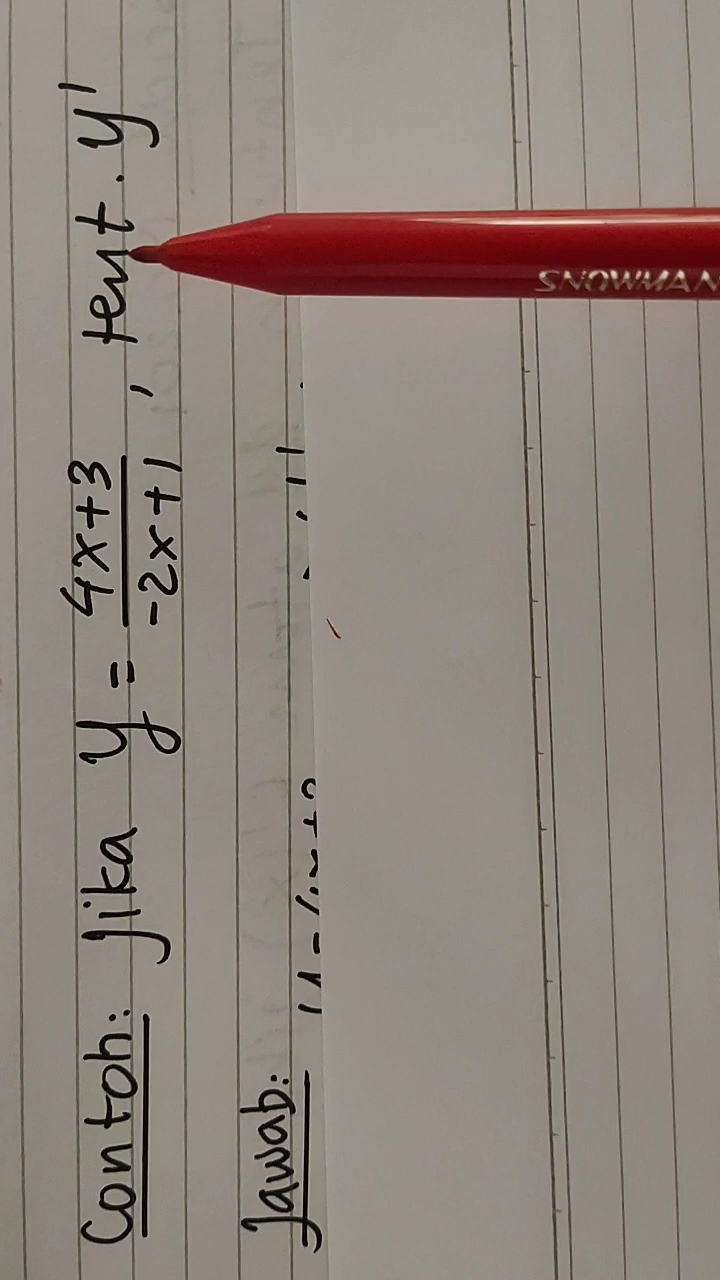 Contoh: Jika y = 4x+3 / -2x+1 , tent. y'
Jawab:
SNOWMAN